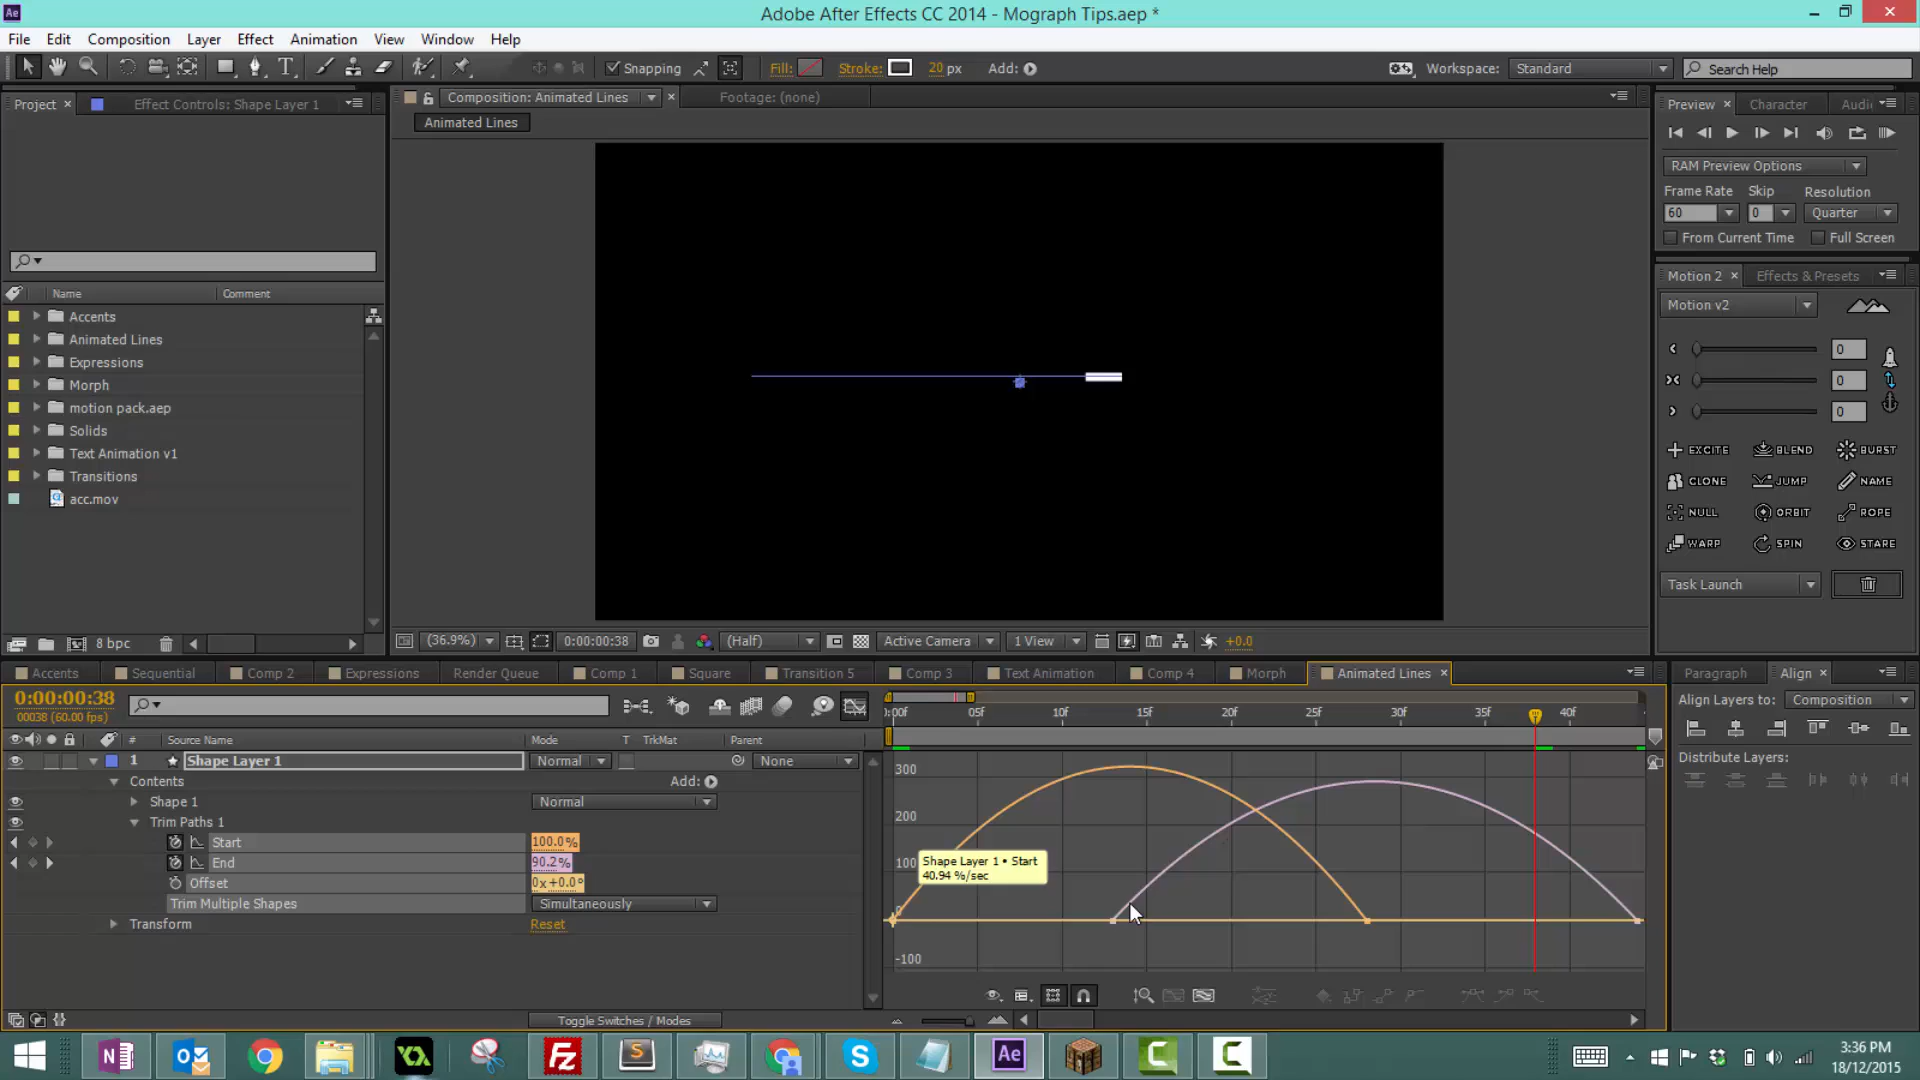 Ae
Adobe After Effects CC 2014 - Mograph Tips.aep *
File Edit Composition Layer Effect Animation View Window Help
Snapping Fill: Stroke: 20 px Add: Workspace: Standard Search Help
Project × Effect Controls: Shape Layer 1
Composition: Animated Lines × Footage: (none)
Animated Lines
Preview × Character Audi
RAM Preview Options
Frame Rate Skip Resolution
60 0 Quarter
From Current Time Full Screen
Name Comment
Accents
Animated Lines
Expressions
Morph
motion pack.aep
Solids
Text Animation v1
Transitions
acc.mov
8 bpc
Motion 2 × Effects & Presets
Motion v2
0
0
0
EXCITE BLEND BURST
CLONE JUMP NAME
NULL ORBIT ROPE
WARP SPIN STARE
Task Launch
(36.9%) 0:00:00:38 (Half) Active Camera 1 View +0.0
Accents Sequential Comp 2 Expressions Render Queue Comp 1 Square Transition 5 Comp 3 Text Animation Comp 4 Morph Animated Lines ×
Paragraph Align ×
0:00:00:38
00038 (60.00 fps)
Align Layers to: Composition
Distribute Layers:
# Source Name Mode T TrkMat Parent
1 Shape Layer 1 Normal None
Contents Add:
Shape 1 Normal
Trim Paths 1
Start 100.0%
End 90.2%
Offset 0x+0.0°
Trim Multiple Shapes Simultaneously
Transform Reset
Toggle Switches / Modes
):00f 05f 10f 15f 20f 25f 30f 35f 40f
300
200
100
0
-100
Shape Layer 1 • Start
40.94 %/sec
3:36 PM
18/12/2015